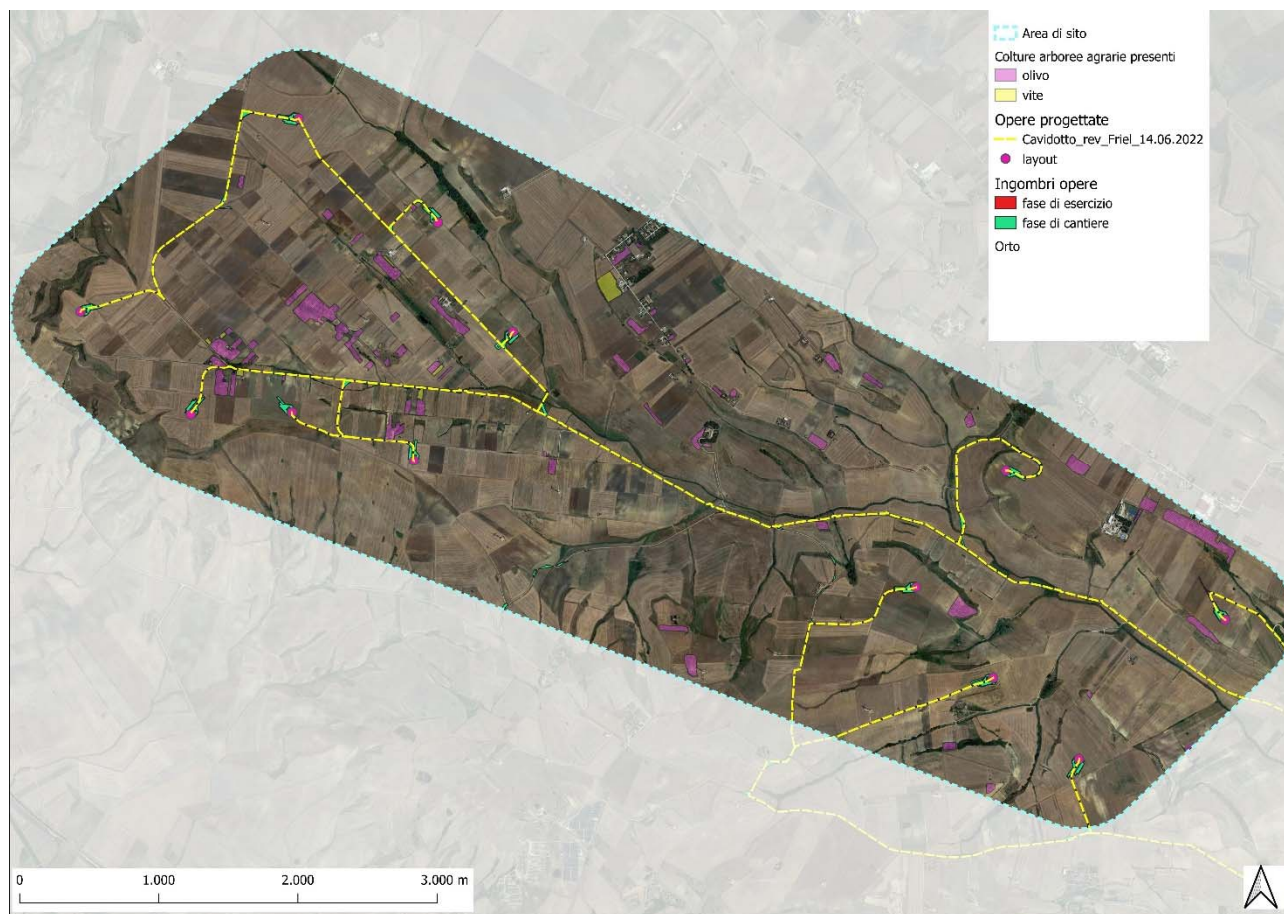 Area di sito
Colture arboree agrarie presenti
olivo
vite
Opere progettate
Cavidotto_rev_Friel_14.06.2022
layout
Ingombri opere
fase di esercizio
fase di cantiere
Orto
0 1.000 2.000 3.000 m